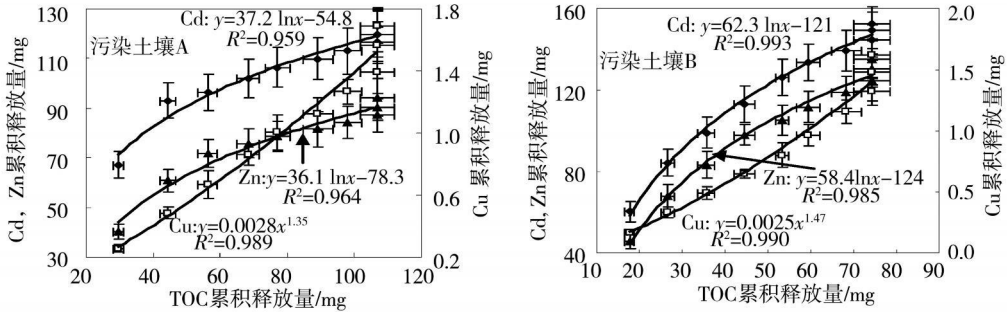 130
110
90
70
50
30
Cd, Zn累积释放量/mg
污染土壤A
Cd: y=37.2 lnx−54.8
R²=0.959
Zn:y=36.1 lnx−78.3
R²=0.964
Cu:y=0.0028x^1.35
R²=0.989
1.8
1.4
1.0
0.6
0.2
Cu累积释放量/mg
20 40 60 80 100 120
TOC累积释放量/mg
160
120
80
40
Cd, Zn累积释放量/mg
污染土壤B
Cd: y=62.3 lnx−121
R²=0.993
Zn: y=58.4lnx−124
R²=0.985
Cu: y=0.0025x^1.47
R²=0.990
2.0
1.5
1.0
0.5
0.0
Cu累积释放量/mg
10 20 30 40 50 60 70 80 90
TOC累积释放量/mg